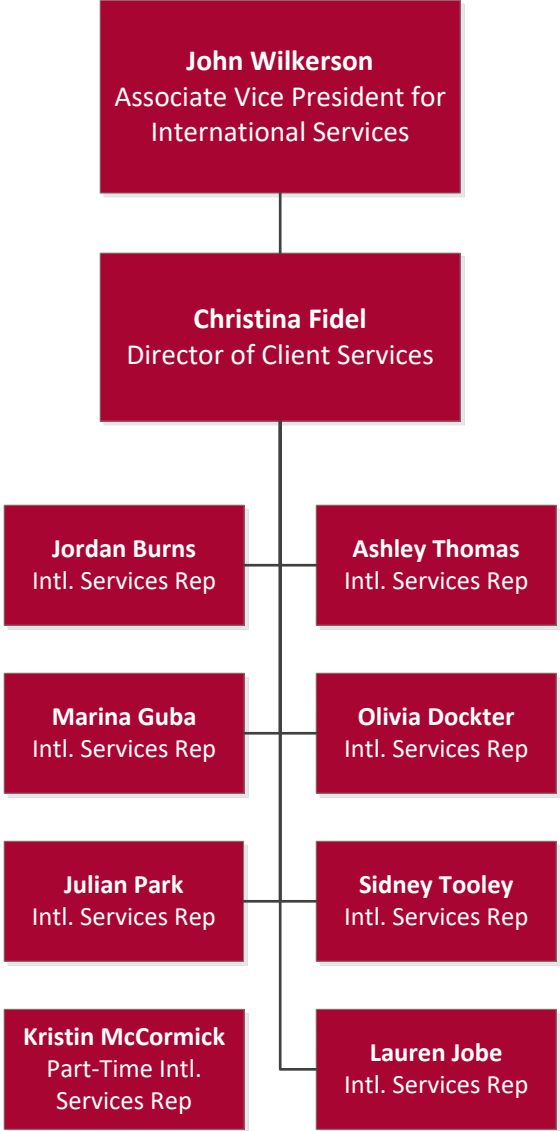 John Wilkerson
Associate Vice President for
International Services
Christina Fidel
Director of Client Services
Jordan Burns
Intl. Services Rep
Ashley Thomas
Intl. Services Rep
Marina Guba
Intl. Services Rep
Olivia Dockter
Intl. Services Rep
Julian Park
Intl. Services Rep
Sidney Tooley
Intl. Services Rep
Kristin McCormick
Part-Time Intl.
Services Rep
Lauren Jobe
Intl. Services Rep